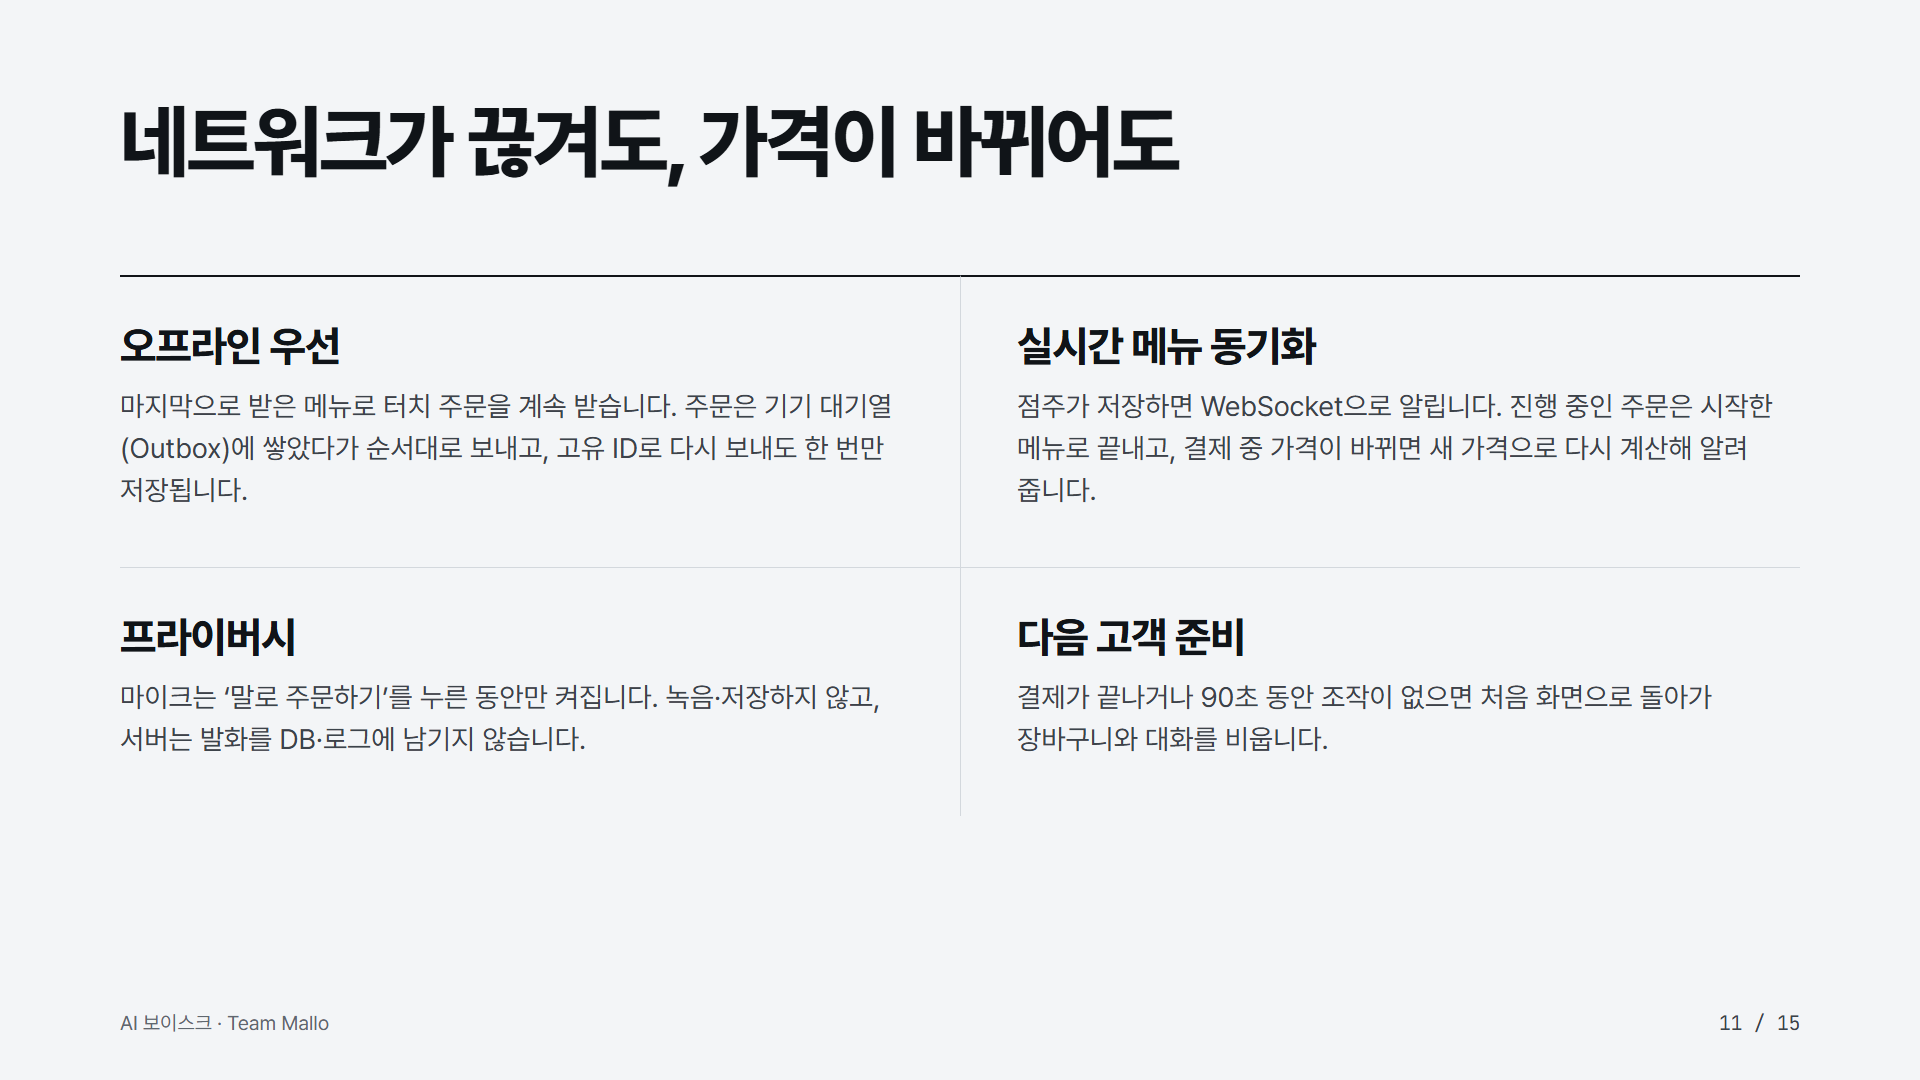 네트워크가 끊겨도, 가격이 바뀌어도
오프라인 우선
마지막으로 받은 메뉴로 터치 주문을 계속 받습니다. 주문은 기기 대기열
(Outbox)에 쌓았다가 순서대로 보내고, 고유 ID로 다시 보내도 한 번만
저장됩니다.
실시간 메뉴 동기화
점주가 저장하면 WebSocket으로 알립니다. 진행 중인 주문은 시작한
메뉴로 끝내고, 결제 중 가격이 바뀌면 새 가격으로 다시 계산해 알려
줍니다.
프라이버시
마이크는 ‘말로 주문하기’를 누른 동안만 켜집니다. 녹음·저장하지 않고,
서버는 발화를 DB·로그에 남기지 않습니다.
다음 고객 준비
결제가 끝나거나 90초 동안 조작이 없으면 처음 화면으로 돌아가
장바구니와 대화를 비웁니다.
AI 보이스크 · Team Mallo
11 / 15